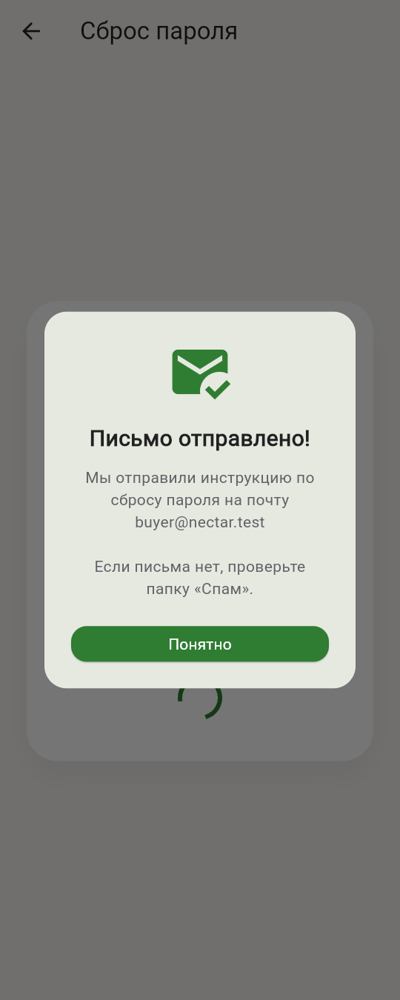 Сброс пароля
Письмо отправлено!
Мы отправили инструкцию по
сбросу пароля на почту
buyer@nectar.test
Если письма нет, проверьте
папку «Спам».
Понятно